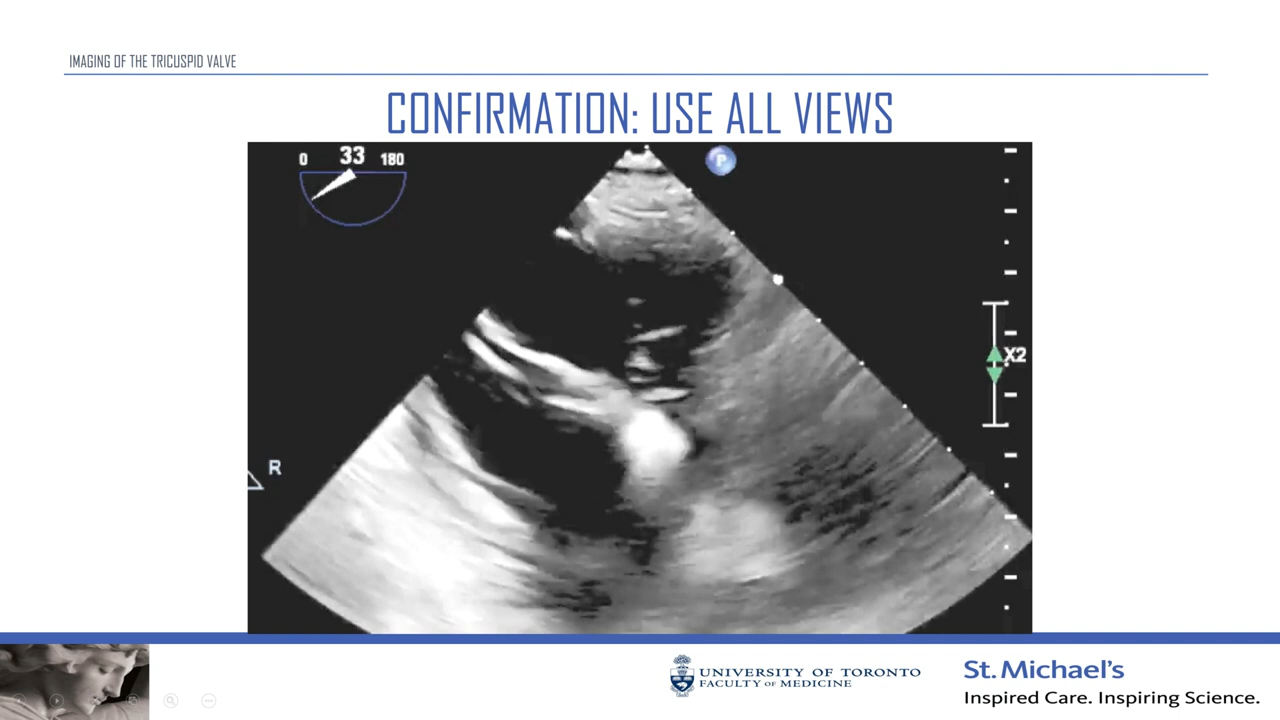 IMAGING OF THE TRICUSPID VALVE
CONFIRMATION: USE ALL VIEWS
0 33 180
P
X2
R
UNIVERSITY OF TORONTO
FACULTY OF MEDICINE
St. Michael's
Inspired Care. Inspiring Science.